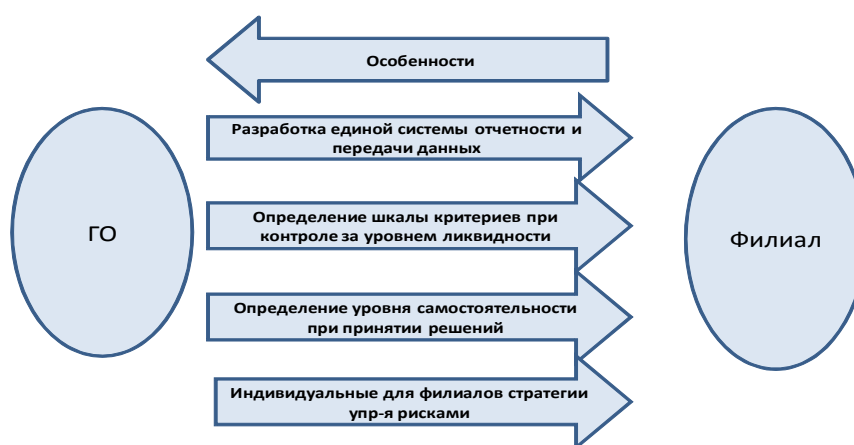 Особенности
Разработка единой системы отчетности и
передачи данных
Определение шкалы критериев при
контроле за уровнем ликвидности
ГО
Филиал
Определение уровня самостоятельности
при принятии решений
Индивидуальные для филиалов стратегии
упр-я рисками